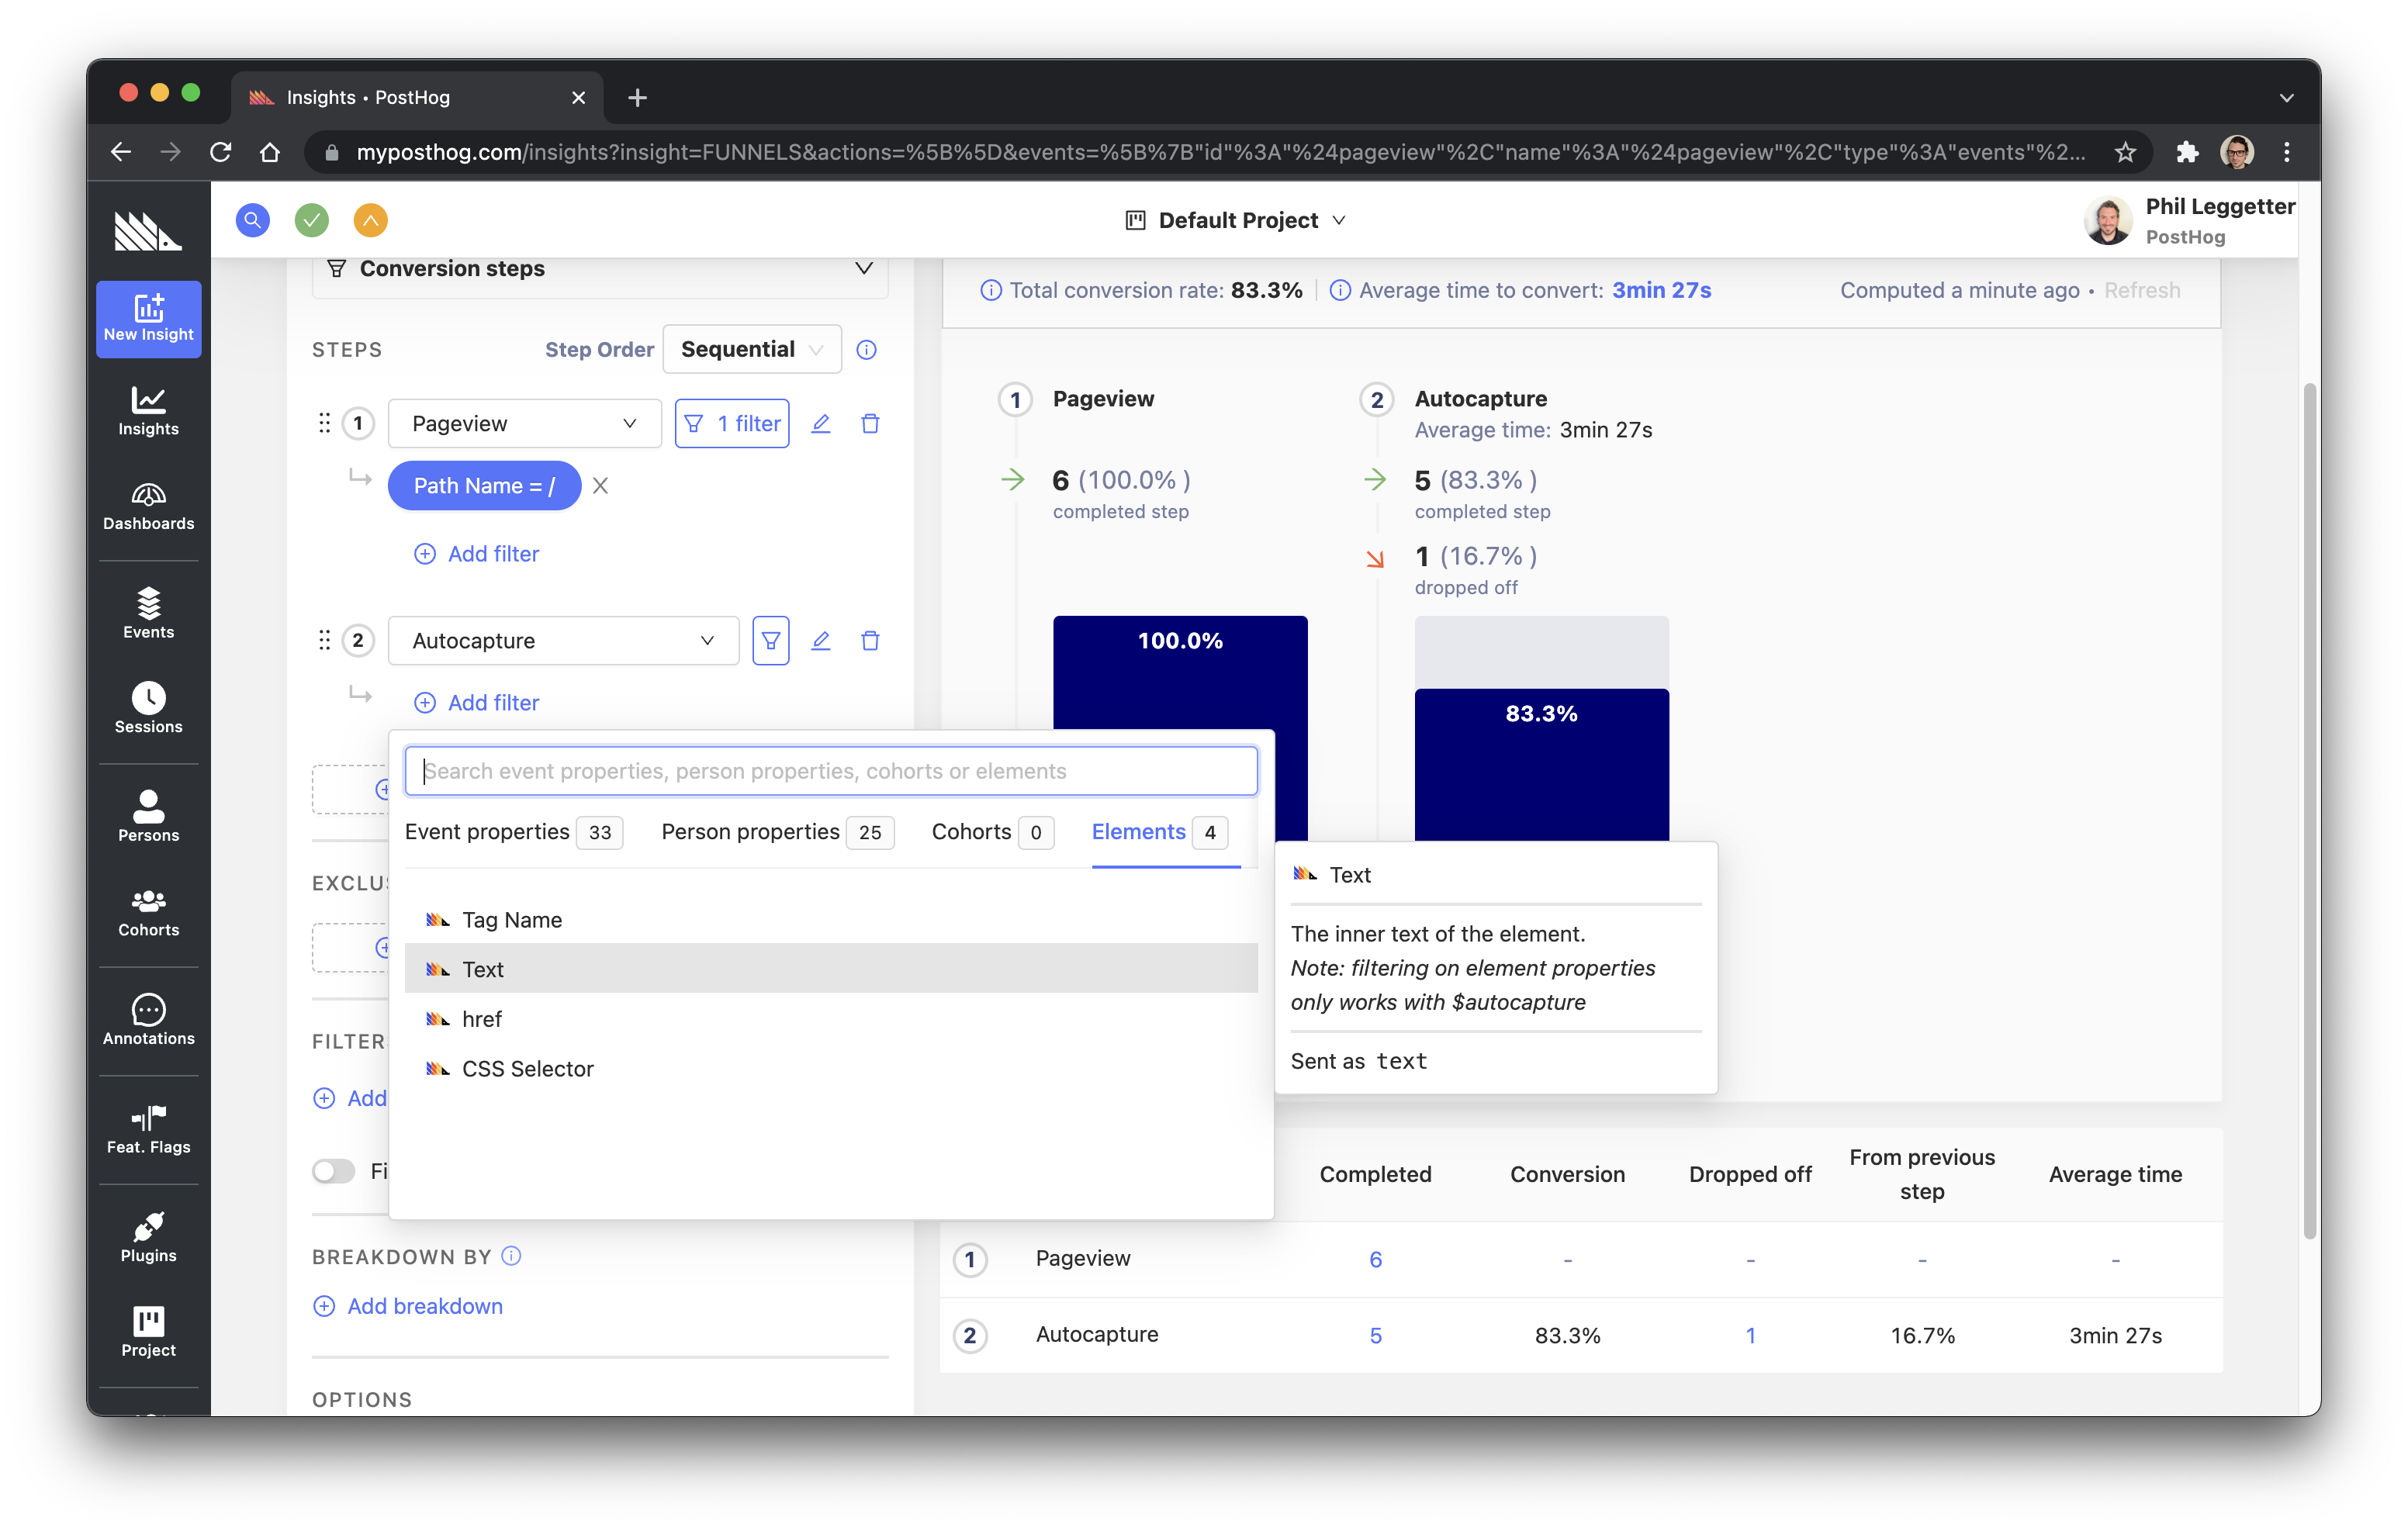 Insights • PostHog
myposthog.com/insights?insight=FUNNELS&actions=%5B%5D&events=%5B%7B"id"%3A"%24pageview"%2C"name"%3A"%24pageview"%2C"type"%3A"events"%2...
Default Project
Phil Leggetter
PostHog
New Insight
Insights
Dashboards
Events
Sessions
Persons
Cohorts
Annotations
Feat. Flags
Plugins
Project
Conversion steps
STEPS
Step Order
Sequential
1
Pageview
1 filter
Path Name = /
Add filter
2
Autocapture
Add filter
Search event properties, person properties, cohorts or elements
Event properties 33
Person properties 25
Cohorts 0
Elements 4
Tag Name
Text
href
CSS Selector
EXCLUS
FILTER
Add
Fi
BREAKDOWN BY
Add breakdown
OPTIONS
Total conversion rate: 83.3%
Average time to convert: 3min 27s
Computed a minute ago • Refresh
1 Pageview
6 (100.0% )
completed step
100.0%
2 Autocapture
Average time: 3min 27s
5 (83.3% )
completed step
1 (16.7% )
dropped off
83.3%
Text
The inner text of the element.
Note: filtering on element properties
only works with $autocapture
Sent as text
Completed Conversion Dropped off From previous step Average time
1 Pageview 6 - - - -
2 Autocapture 5 83.3% 1 16.7% 3min 27s